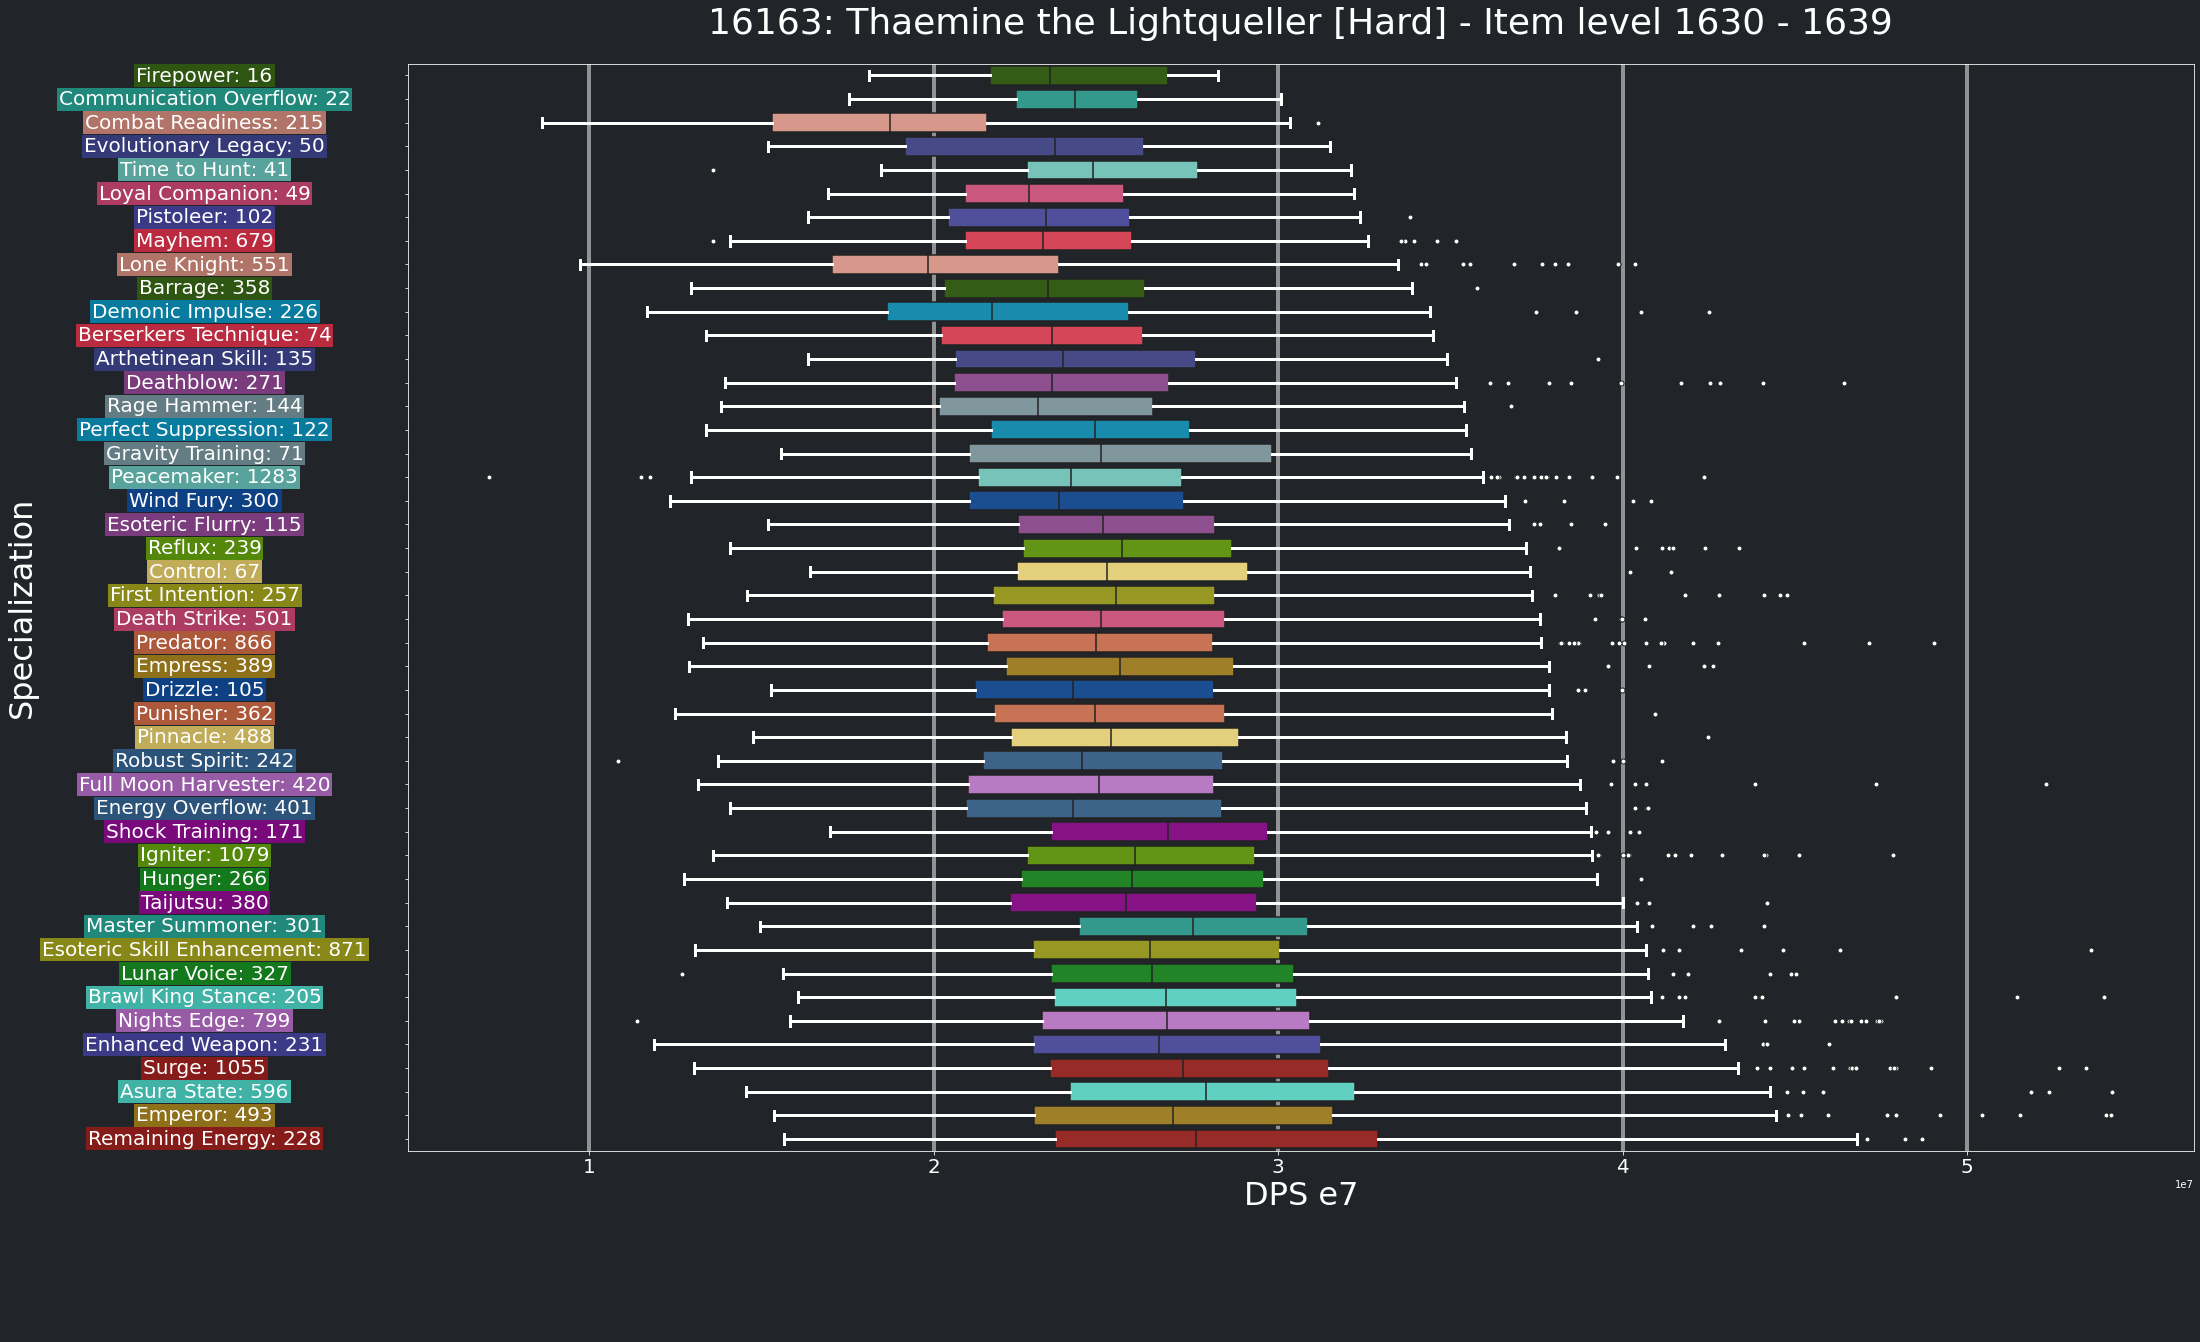 16163: Thaemine the Lightqueller [Hard] - Item level 1630 - 1639
Specialization
Firepower: 16
Communication Overflow: 22
Combat Readiness: 215
Evolutionary Legacy: 50
Time to Hunt: 41
Loyal Companion: 49
Pistoleer: 102
Mayhem: 679
Lone Knight: 551
Barrage: 358
Demonic Impulse: 226
Berserkers Technique: 74
Arthetinean Skill: 135
Deathblow: 271
Rage Hammer: 144
Perfect Suppression: 122
Gravity Training: 71
Peacemaker: 1283
Wind Fury: 300
Esoteric Flurry: 115
Reflux: 239
Control: 67
First Intention: 257
Death Strike: 501
Predator: 866
Empress: 389
Drizzle: 105
Punisher: 362
Pinnacle: 488
Robust Spirit: 242
Full Moon Harvester: 420
Energy Overflow: 401
Shock Training: 171
Igniter: 1079
Hunger: 266
Taijutsu: 380
Master Summoner: 301
Esoteric Skill Enhancement: 871
Lunar Voice: 327
Brawl King Stance: 205
Nights Edge: 799
Enhanced Weapon: 231
Surge: 1055
Asura State: 596
Emperor: 493
Remaining Energy: 228
1 2 3 4 5
DPS e7
1e7